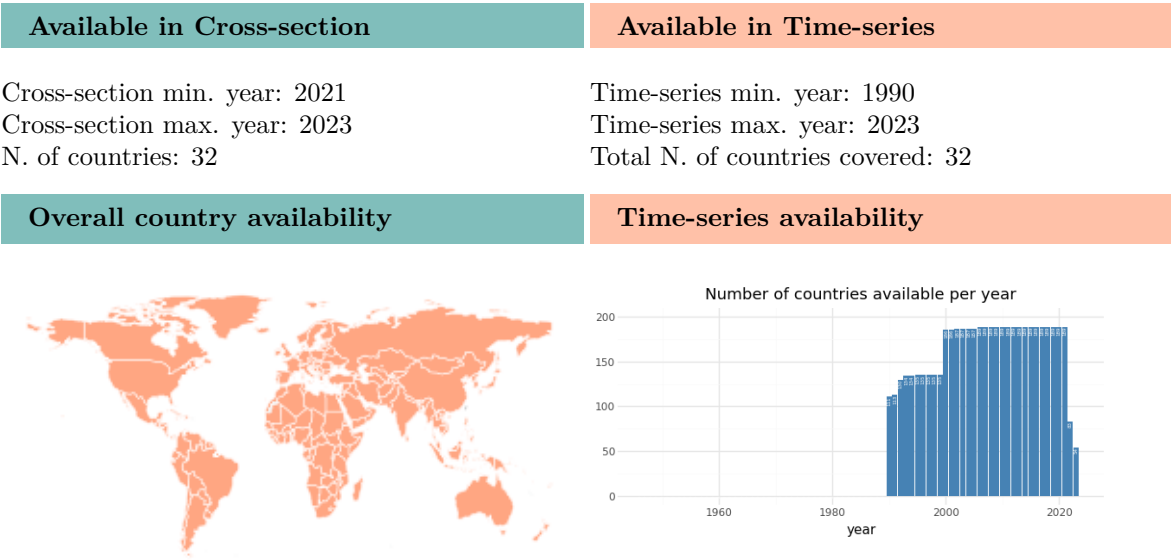 Available in Cross-section
Available in Time-series
Cross-section min. year: 2021
Cross-section max. year: 2023
N. of countries: 32
Time-series min. year: 1990
Time-series max. year: 2023
Total N. of countries covered: 32
Overall country availability
Time-series availability
Number of countries available per year
200
150
100
50
0
1960
1980
2000
2020
year